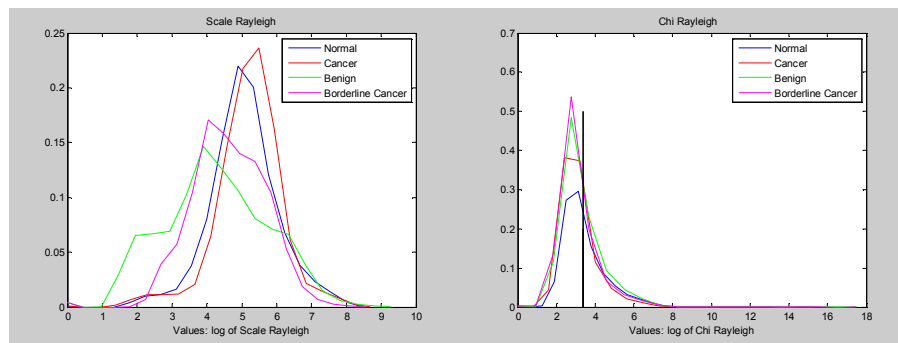 Scale Rayleigh
0.25
0.2
0.15
0.1
0.05
0
0 1 2 3 4 5 6 7 8 9 10
Values: log of Scale Rayleigh
Normal
Cancer
Benign
Borderline Cancer
Chi Rayleigh
0.7
0.6
0.5
0.4
0.3
0.2
0.1
0
0 2 4 6 8 10 12 14 16 18
Values: log of Chi Rayleigh
Normal
Cancer
Benign
Borderline Cancer